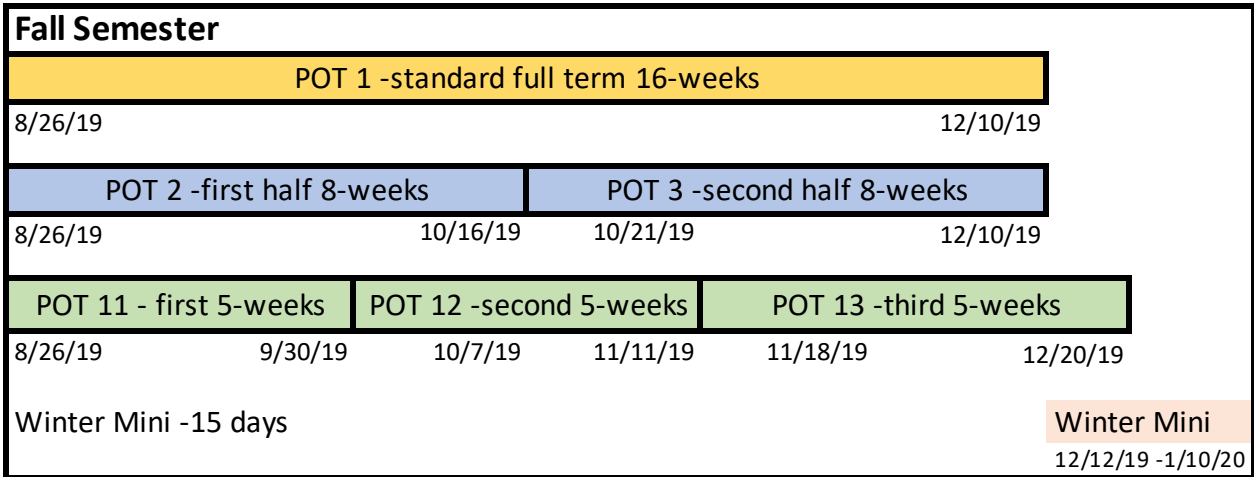 Fall Semester
POT 1 -standard full term 16-weeks
8/26/19 12/10/19
POT 2 -first half 8-weeks POT 3 -second half 8-weeks
8/26/19 10/16/19 10/21/19 12/10/19
POT 11 - first 5-weeks POT 12 -second 5-weeks POT 13 -third 5-weeks
8/26/19 9/30/19 10/7/19 11/11/19 11/18/19 12/20/19
Winter Mini -15 days Winter Mini
12/12/19 -1/10/20